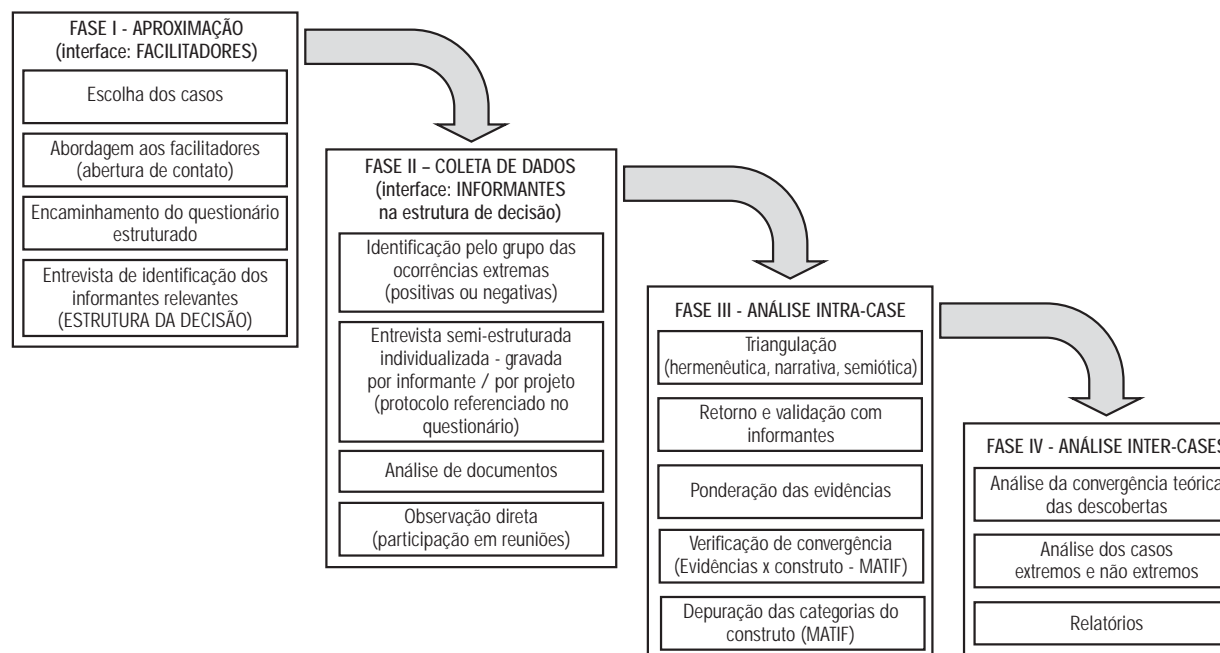 FASE I - APROXIMAÇÃO
(interface: FACILITADORES)
Escolha dos casos
Abordagem aos facilitadores
(abertura de contato)
Encaminhamento do questionário
estruturado
Entrevista de identificação dos
informantes relevantes
(ESTRUTURA DA DECISÃO)
FASE II – COLETA DE DADOS
(interface: INFORMANTES
na estrutura de decisão)
Identificação pelo grupo das
ocorrências extremas
(positivas ou negativas)
Entrevista semi-estruturada
individualizada - gravada
por informante / por projeto
(protocolo referenciado no
questionário)
Análise de documentos
Observação direta
(participação em reuniões)
FASE III - ANÁLISE INTRA-CASE
Triangulação
(hermenêutica, narrativa, semiótica)
Retorno e validação com
informantes
Ponderação das evidências
Verificação de convergência
(Evidências x construto - MATIF)
Depuração das categorias do
construto (MATIF)
FASE IV - ANÁLISE INTER-CASES
Análise da convergência teórica
das descobertas
Análise dos casos
extremos e não extremos
Relatórios